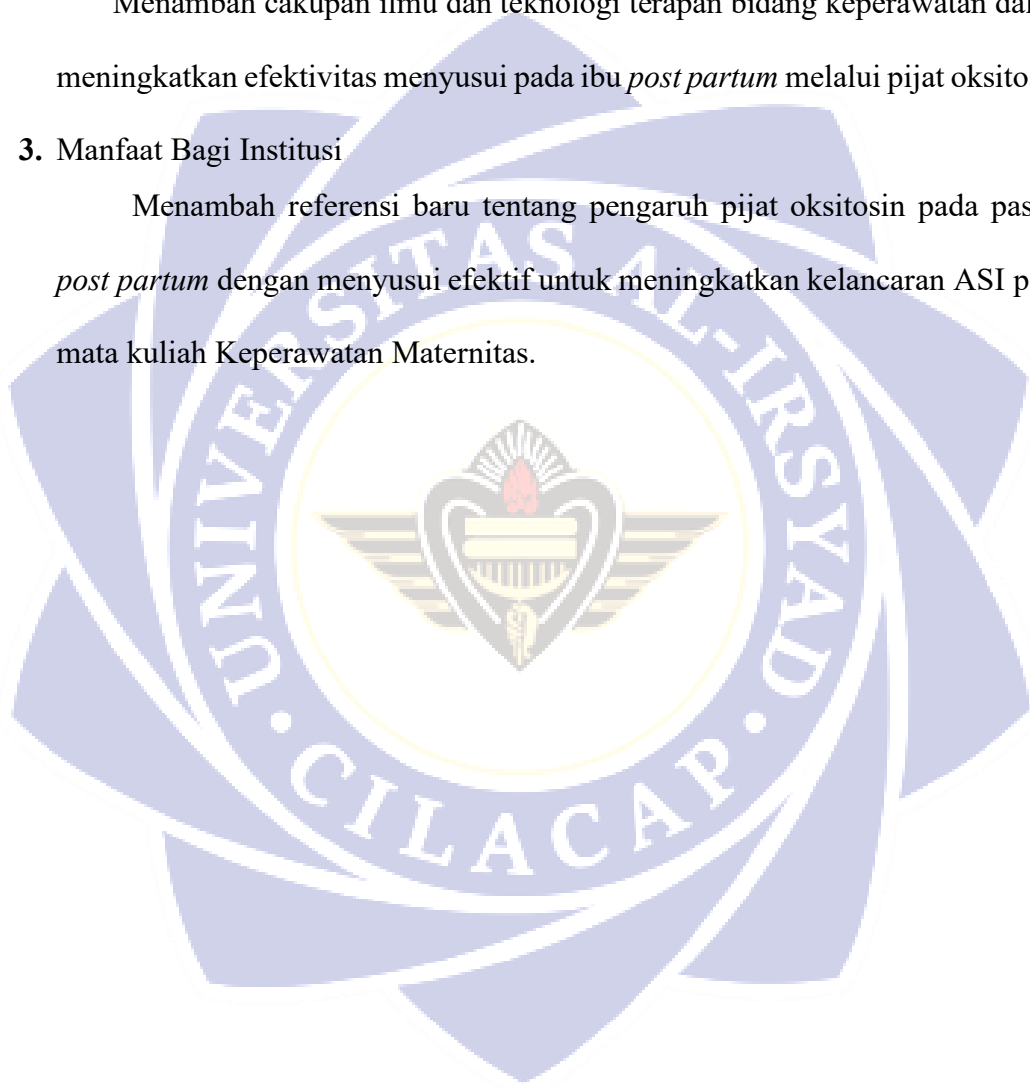 Menambah cakupan ilmu dan teknologi terapan bidang keperawatan dal
meningkatkan efektivitas menyusui pada ibu post partum melalui pijat oksito
3. Manfaat Bagi Institusi
Menambah referensi baru tentang pengaruh pijat oksitosin pada pas
post partum dengan menyusui efektif untuk meningkatkan kelancaran ASI p
mata kuliah Keperawatan Maternitas.
UNIVERSITAS AL-IRSYAD
• CILACAP •